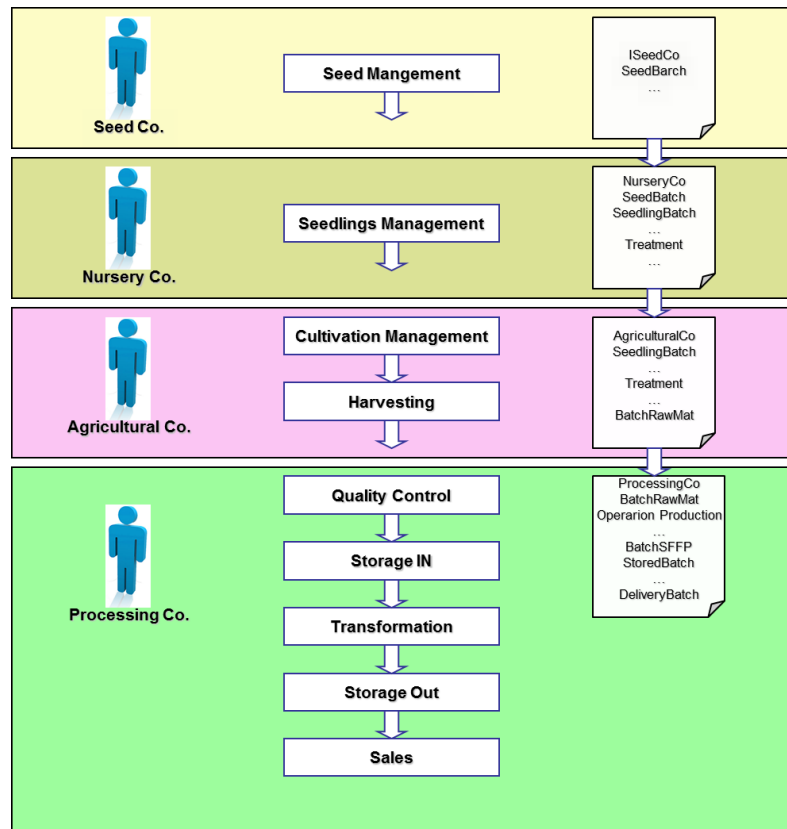 Seed Co.
Seed Mangement
ISeedCo
SeedBarch
...
Nursery Co.
Seedlings Management
NurseryCo
SeedBatch
SeedlingBatch
...
Treatment
...
Agricultural Co.
Cultivation Management
Harvesting
AgriculturalCo
SeedlingBatch
...
Treatment
...
BatchRawMat
Processing Co.
Quality Control
Storage IN
Transformation
Storage Out
Sales
ProcessingCo
BatchRawMat
Operarion Production
...
BatchSFFP
StoredBatch
...
DeliveryBatch